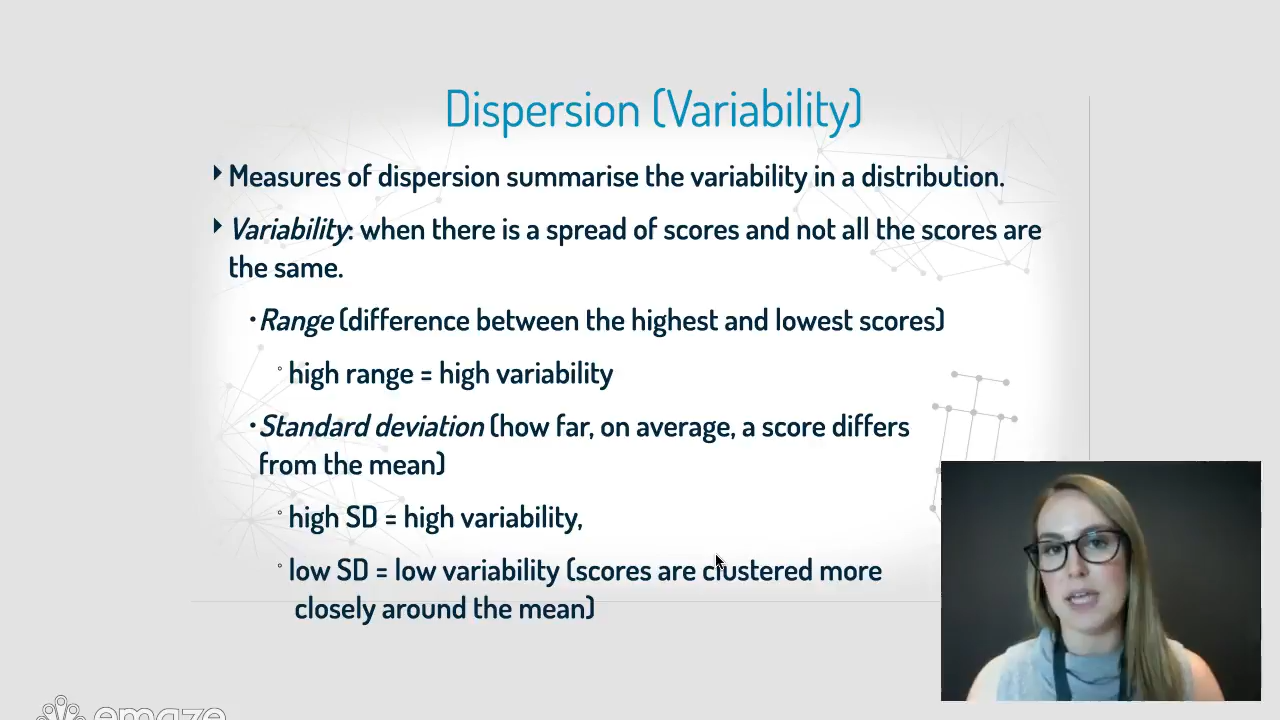 Dispersion (Variability)
Measures of dispersion summarise the variability in a distribution.
Variability: when there is a spread of scores and not all the scores are
the same.
Range (difference between the highest and lowest scores)
high range = high variability
Standard deviation (how far, on average, a score differs
from the mean)
high SD = high variability,
low SD = low variability (scores are clustered more
closely around the mean)
emaze